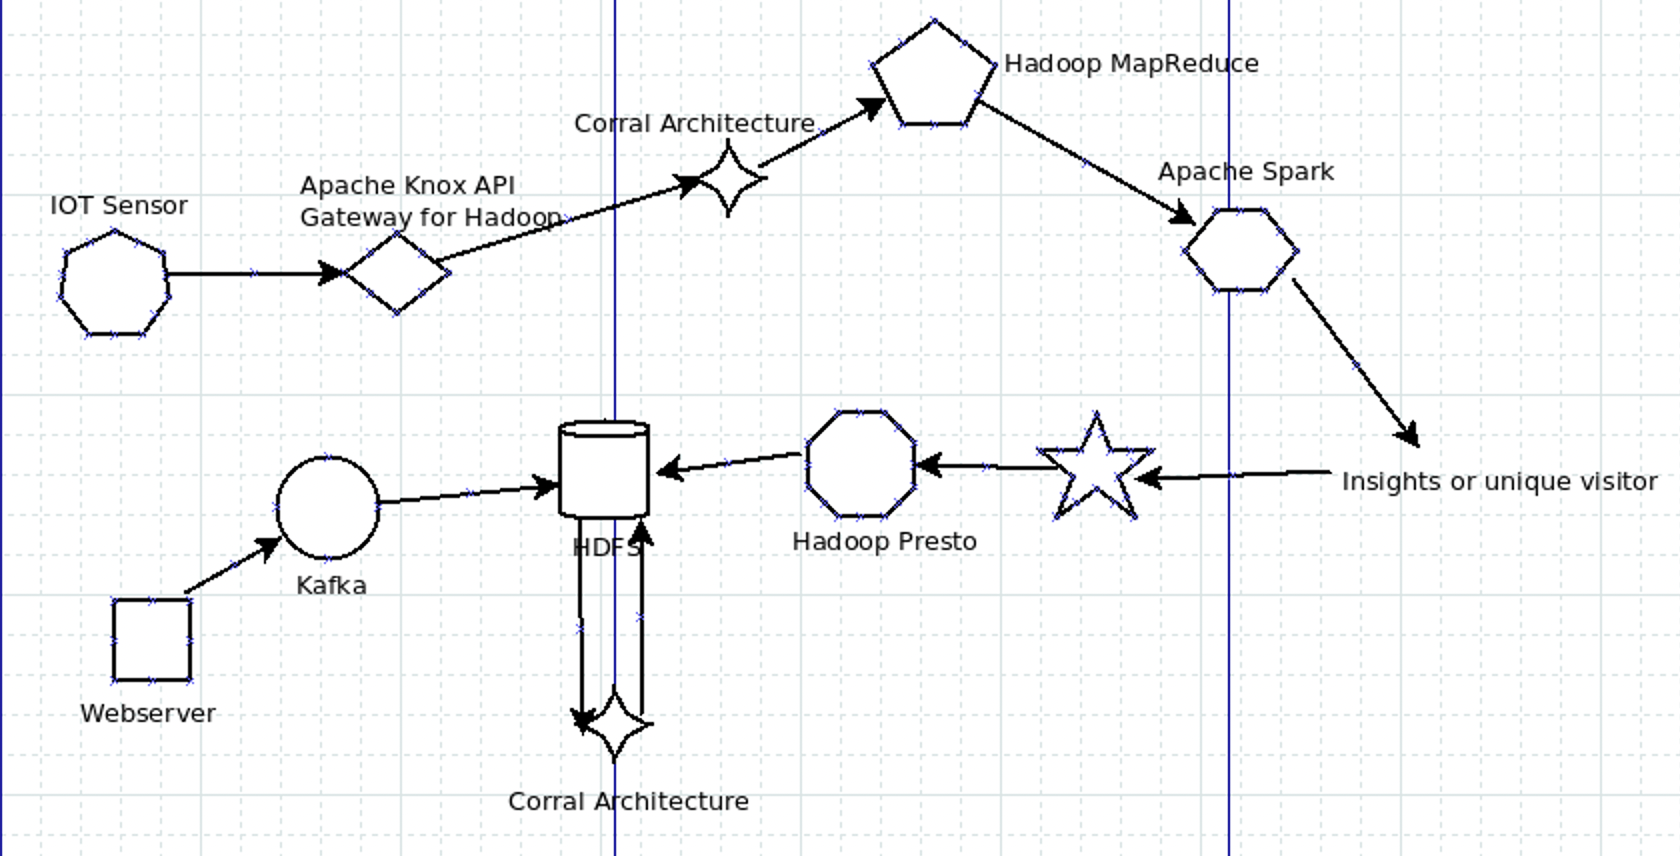 Hadoop MapReduce
Corral Architecture
Apache Spark
Apache Knox API
Gateway for Hadoop
IOT Sensor
Insights or unique visitor
Hadoop Presto
HDFS
Kafka
Webserver
Corral Architecture